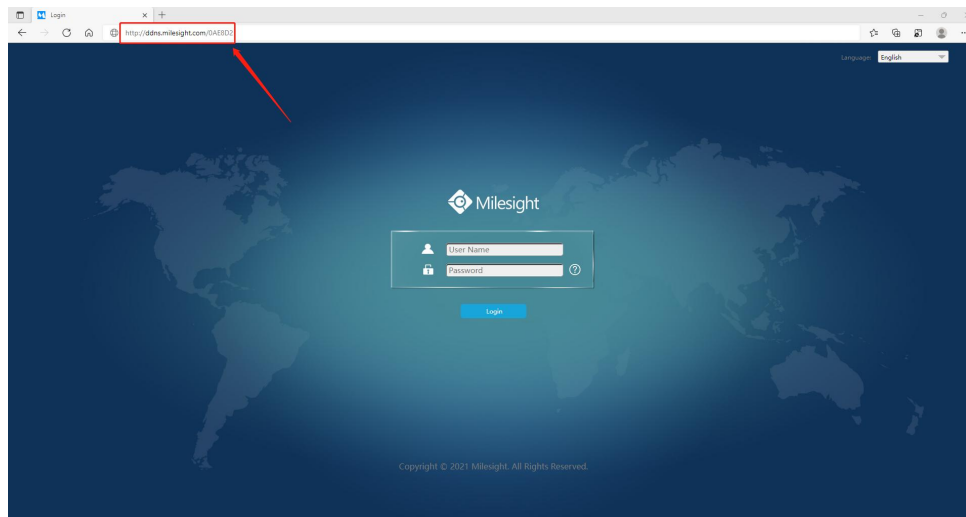 Login
http://ddns.milesight.com/0AE8D2
Language: English
Milesight
User Name
Password
Login
Copyright © 2021 Milesight. All Rights Reserved.